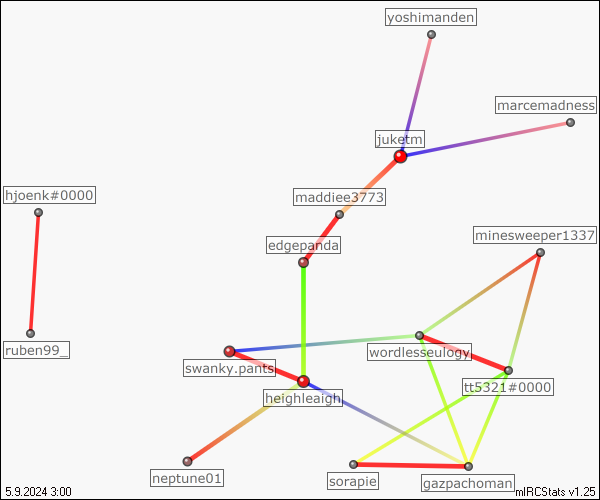 yoshimanden
marcemadness
juketm
hjoenk#0000
maddiee3773
minesweeper1337
edgepanda
ruben99_
wordlesseulogy
swanky.pants
tt5321#0000
heighleaigh
neptune01
sorapie
gazpachoman
5.9.2024 3:00
mIRCStats v1.25